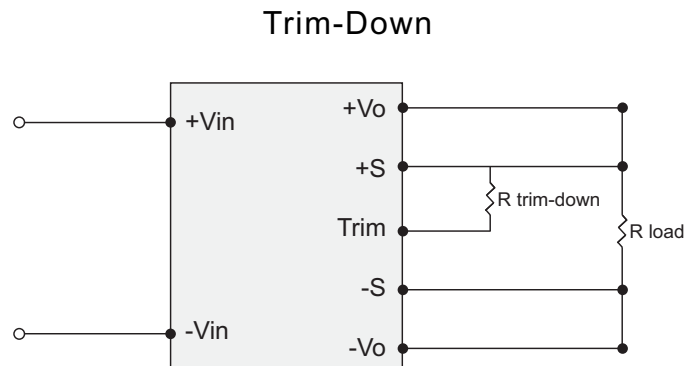 Trim-Down
+Vo
+Vin
+S
R trim-down
Trim
R load
-S
-Vin
-Vo